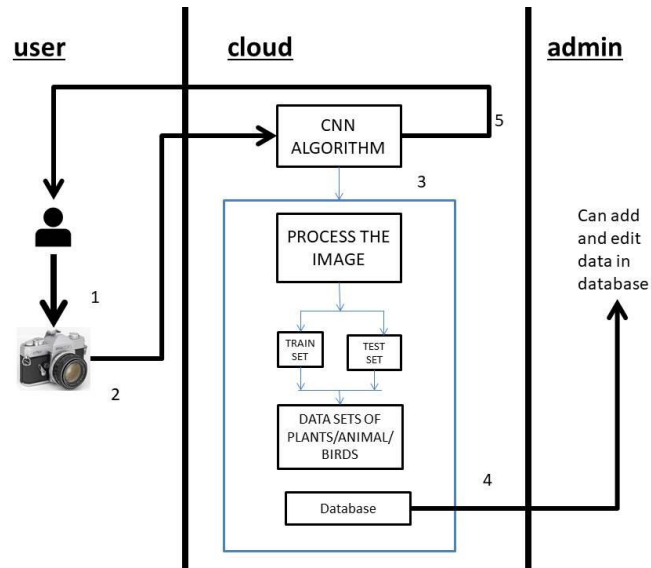 user
cloud
admin
CNN
ALGORITHM
5
3
PROCESS THE
IMAGE
Can add
and edit
data in
database
1
TRAIN
SET
TEST
SET
2
DATA SETS OF
PLANTS/ANIMAL/
BIRDS
4
Database